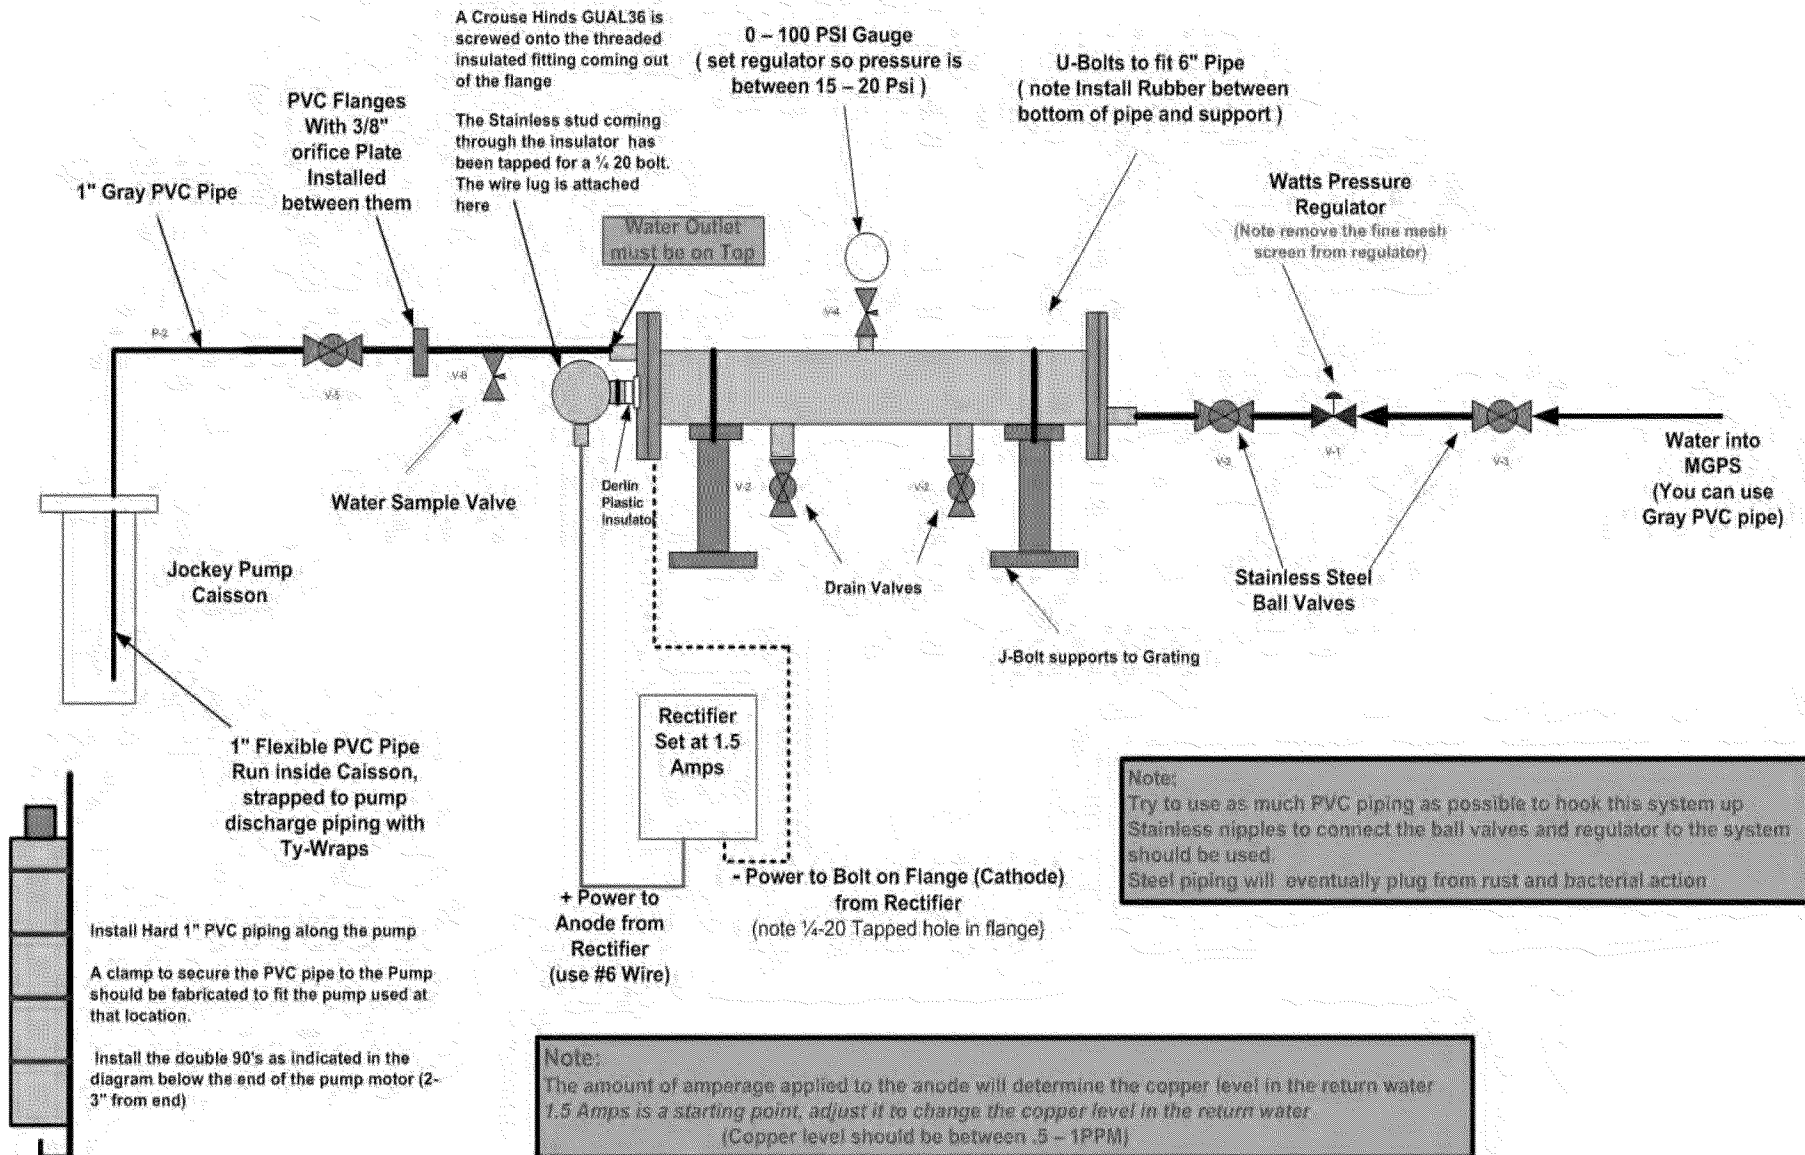 A Crouse Hinds GUAL36 is
screwed onto the threaded
insulated fitting coming out
of the flange
The Stainless stud coming
through the insulator has
been tapped for a ¼ 20 bolt.
The wire lug is attached
here
0 – 100 PSI Gauge
( set regulator so pressure is
between 15 – 20 Psi )
U-Bolts to fit 6" Pipe
( note Install Rubber between
bottom of pipe and support )
PVC Flanges
With 3/8"
orifice Plate
Installed
between them
1" Gray PVC Pipe
Watts Pressure
Regulator
(Note remove the fine mesh
screen from regulator)
Water Outlet
must be on Top
P-2
V-5
V-6
V-4
V-2
V-2
V-2
V-1
V-3
Water into
MGPS
(You can use
Gray PVC pipe)
Water Sample Valve
Derlin
Plastic
Insulator
Jockey Pump
Caisson
Drain Valves
Stainless Steel
Ball Valves
J-Bolt supports to Grating
1" Flexible PVC Pipe
Run inside Caisson,
strapped to pump
discharge piping with
Ty-Wraps
Rectifier
Set at 1.5
Amps
Note:
Try to use as much PVC piping as possible to hook this system up
Stainless nipples to connect the ball valves and regulator to the system
should be used.
Steel piping will eventually plug from rust and bacterial action
+ Power to
Anode from
Rectifier
(use #6 Wire)
- Power to Bolt on Flange (Cathode)
from Rectifier
(note ¼-20 Tapped hole in flange)
Install Hard 1" PVC piping along the pump
A clamp to secure the PVC pipe to the Pump
should be fabricated to fit the pump used at
that location.
Install the double 90's as indicated in the
diagram below the end of the pump motor (2-
3" from end)
Note:
The amount of amperage applied to the anode will determine the copper level in the return water
1.5 Amps is a starting point, adjust it to change the copper level in the return water
(Copper level should be between .5 – 1PPM)